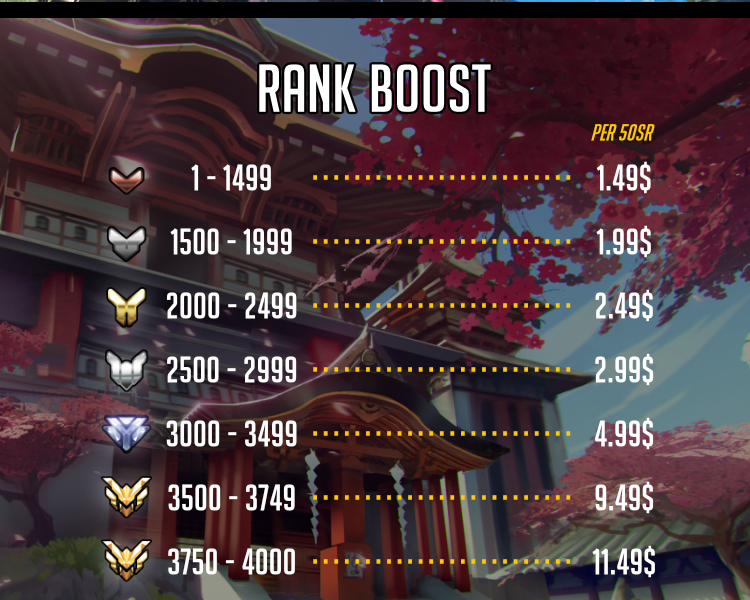 RANK BOOST
PER 50SR
1 - 1499 1.49$
1500 - 1999 1.99$
2000 - 2499 2.49$
2500 - 2999 2.99$
3000 - 3499 4.99$
3500 - 3749 9.49$
3750 - 4000 11.49$